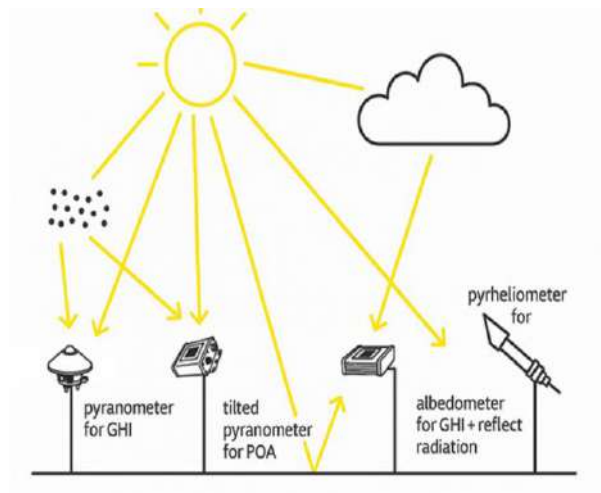 pyranometer
for GHI
tilted
pyranometer
for POA
albedometer
for GHI + reflect
radiation
pyrheliometer
for